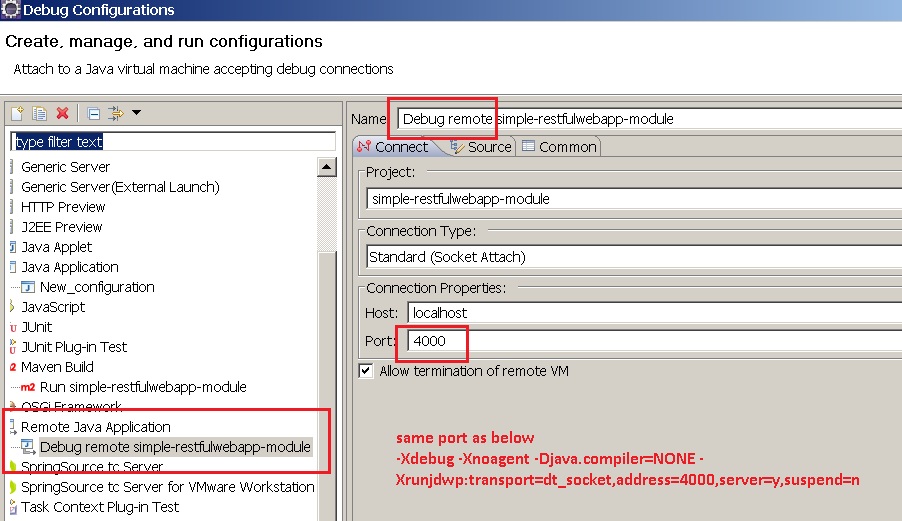 Debug Configurations
Create, manage, and run configurations
Attach to a Java virtual machine accepting debug connections
type filter text
Generic Server
Generic Server(External Launch)
HTTP Preview
J2EE Preview
Java Applet
Java Application
New_configuration
JavaScript
JUnit
JUnit Plug-in Test
Maven Build
m2 Run simple-restfulwebapp-module
OSGi Framework
Remote Java Application
Debug remote simple-restfulwebapp-module
SpringSource tc Server
SpringSource tc Server for VMware Workstation
Task Context Plug-in Test
Name: Debug remote simple-restfulwebapp-module
Connect Source Common
Project:
simple-restfulwebapp-module
Connection Type:
Standard (Socket Attach)
Connection Properties:
Host: localhost
Port: 4000
Allow termination of remote VM
same port as below
-Xdebug -Xnoagent -Djava.compiler=NONE -
Xrunjdwp:transport=dt_socket,address=4000,server=y,suspend=n